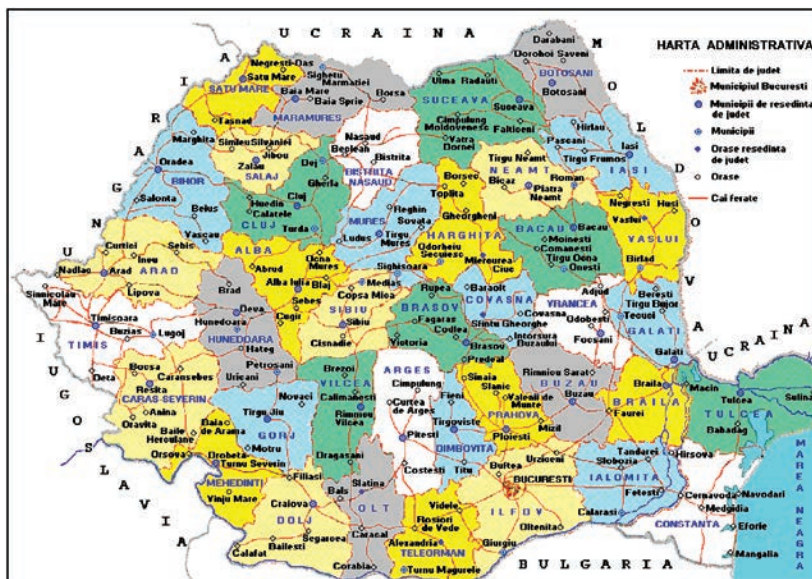 UCRAINA
MOLDOVA
UNGARIA
IUGOSLAVIA
BULGARIA
UCRAINA
MAREA NEAGRA
HARTA ADMINISTRATIVA
Limita de judet
Municipiul Bucuresti
Municipii de resedinta de judet
Municipii
Orase resedinta de judet
Orase
Cai ferate
SATU MARE
Negresti-Oas
Satu Mare
Tasnad
MARAMURES
Sighetu Marmatiei
Baia Mare
Baia Sprie
Borsa
SUCEAVA
Ulma
Radauti
Suceava
Cimpulung Moldovenesc
Falticeni
Vatra Dornei
BOTOSANI
Darabani
Dorohoi
Saveni
Botosani
IASI
Hirlau
Pascani
Tirgu Frumos
Iasi
BIHOR
Marghita
Oradea
Salonta
Beius
Vascau
SALAJ
Simleu Silvaniei
Jibou
Zalau
BISTRITA NASAUD
Nasaud
Beclean
Bistrita
CLUJ
Dej
Gherla
Huedin
Calatele
Cluj
Turda
MURES
Reghin
Sovata
Tirgu Mures
Ludus
Sighisoara
HARGHITA
Borsec
Toplita
Gheorgheni
Odorheiu Secuiesc
Miercurea Ciuc
NEAMT
Tirgu Neamt
Bicaz
Roman
Piatra Neamt
BACAU
Bacau
Moinesti
Comanesti
Tirgu Ocna
Onesti
VASLUI
Negresti
Husi
Vaslui
Birlad
ARAD
Curtici
Ineu
Sebis
Nadlac
Arad
Lipova
ALBA
Abrud
Ocna Mures
Alba Iulia
Blaj
Sebes
Cugir
TIMIS
Sinnicolau Mare
Timisoara
Buzias
Lugoj
Deta
HUNEDOARA
Brad
Deva
Hunedoara
Hateg
Petrosani
Uricani
SIBIU
Medias
Copsa Mica
Sibiu
Cisnadie
BRASOV
Rupea
Fagaras
Codlea
Victoria
Brasov
Predeal
COVASNA
Baraolt
Covasna
Sfintu Gheorghe
Intorsura Buzaului
VRANCEA
Adjud
Odobesti
Focsani
GALATI
Beresti
Tirgu Bujor
Tecuci
Galati
CARAS SEVERIN
Bocsa
Resita
Caransebes
Anina
Oravita
Baile Herculane
GORJ
Novaci
Tirgu Jiu
Motru
VILCEA
Brezoi
Calimanesti
Rimnicu Vilcea
Dragasani
ARGES
Cimpulung
Curtea de Arges
Pitesti
Costesti
DIMBOVITA
Fieni
Tirgoviste
Titu
PRAHOVA
Sinaia
Slanic
Valenii de Munte
Mizil
Ploiesti
BUZAU
Rimnicu Sarat
Buzau
BRAILA
Braila
Faurei
TULCEA
Macin
Tulcea
Sulina
Babadag
MEHEDINTI
Baia de Arama
Orsova
Drobeta Turnu Severin
Vinju Mare
DOLJ
Filiasi
Craiova
Segarcea
Bailesti
Calafat
OLT
Slatina
Bals
Caracal
Corabia
TELEORMAN
Videle
Rosiori de Vede
Alexandria
Turnu Magurele
ILFOV
Buftea
Urziceni
BUCURESTI
Oltenita
Giurgiu
IALOMITA
Tandarei
Slobozia
Fetesti
Calarasi
CONSTANTA
Hirsova
Cernavoda
Medgidia
Navodari
Eforie
Mangalia